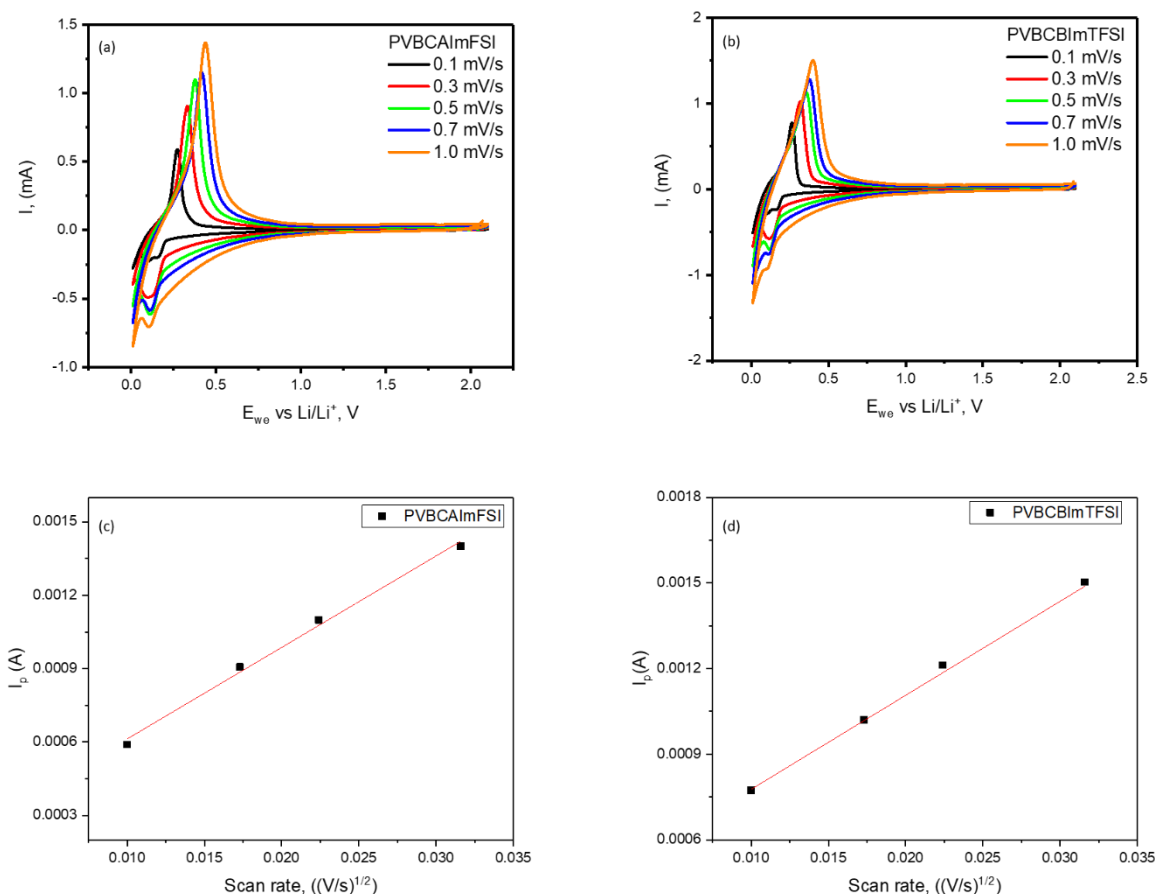 (a)
PVBCAImFSI
0.1 mV/s
0.3 mV/s
0.5 mV/s
0.7 mV/s
1.0 mV/s
1.5
1.0
0.5
0.0
-0.5
-1.0
I, (mA)
0.0 0.5 1.0 1.5 2.0
E_we vs Li/Li⁺, V
(b)
PVBCBImTFSI
0.1 mV/s
0.3 mV/s
0.5 mV/s
0.7 mV/s
1.0 mV/s
2
1
0
-1
-2
I, (mA)
0.0 0.5 1.0 1.5 2.0 2.5
E_we vs Li/Li⁺, V
(c)
PVBCAImFSI
0.0015
0.0012
0.0009
0.0006
0.0003
I_p (A)
0.010 0.015 0.020 0.025 0.030 0.035
Scan rate, ((V/s)^1/2)
(d)
PVBCBImTFSI
0.0018
0.0015
0.0012
0.0009
0.0006
I_p(A)
0.010 0.015 0.020 0.025 0.030 0.035
Scan rate, ((V/s)^1/2)